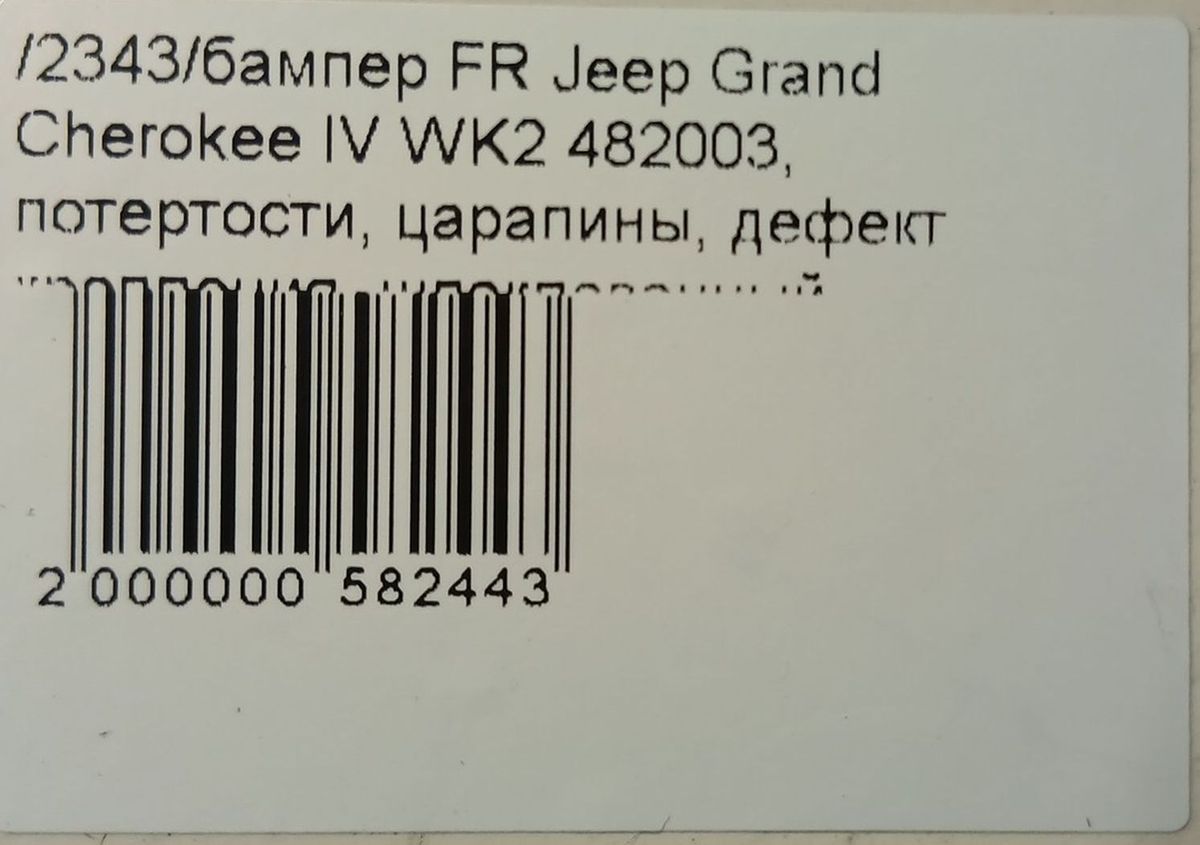 /2343/бампер FR Jeep Grand
Cherokee IV WK2 482003,
потертости, царапины, дефект
2 000000 582443